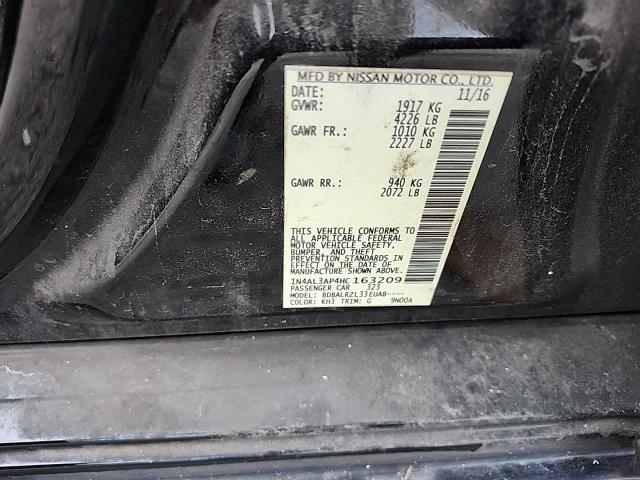 MFD BY NISSAN MOTOR CO., LTD.
DATE: 11/16
GVWR: 1917 KG
4226 LB
GAWR FR.: 1010 KG
2227 LB
GAWR RR.: 940 KG
2072 LB
THIS VEHICLE CONFORMS TO
ALL APPLICABLE FEDERAL
MOTOR VEHICLE SAFETY,
BUMPER, AND THEFT
PREVENTION STANDARDS IN
EFFECT ON THE DATE OF
MANUFACTURE SHOWN ABOVE.
1N4AL3AP4HC163209
PASSENGER CAR 323
MODEL: BDBALRZL33EUAB----
COLOR: KH3 TRIM: G 9N00A